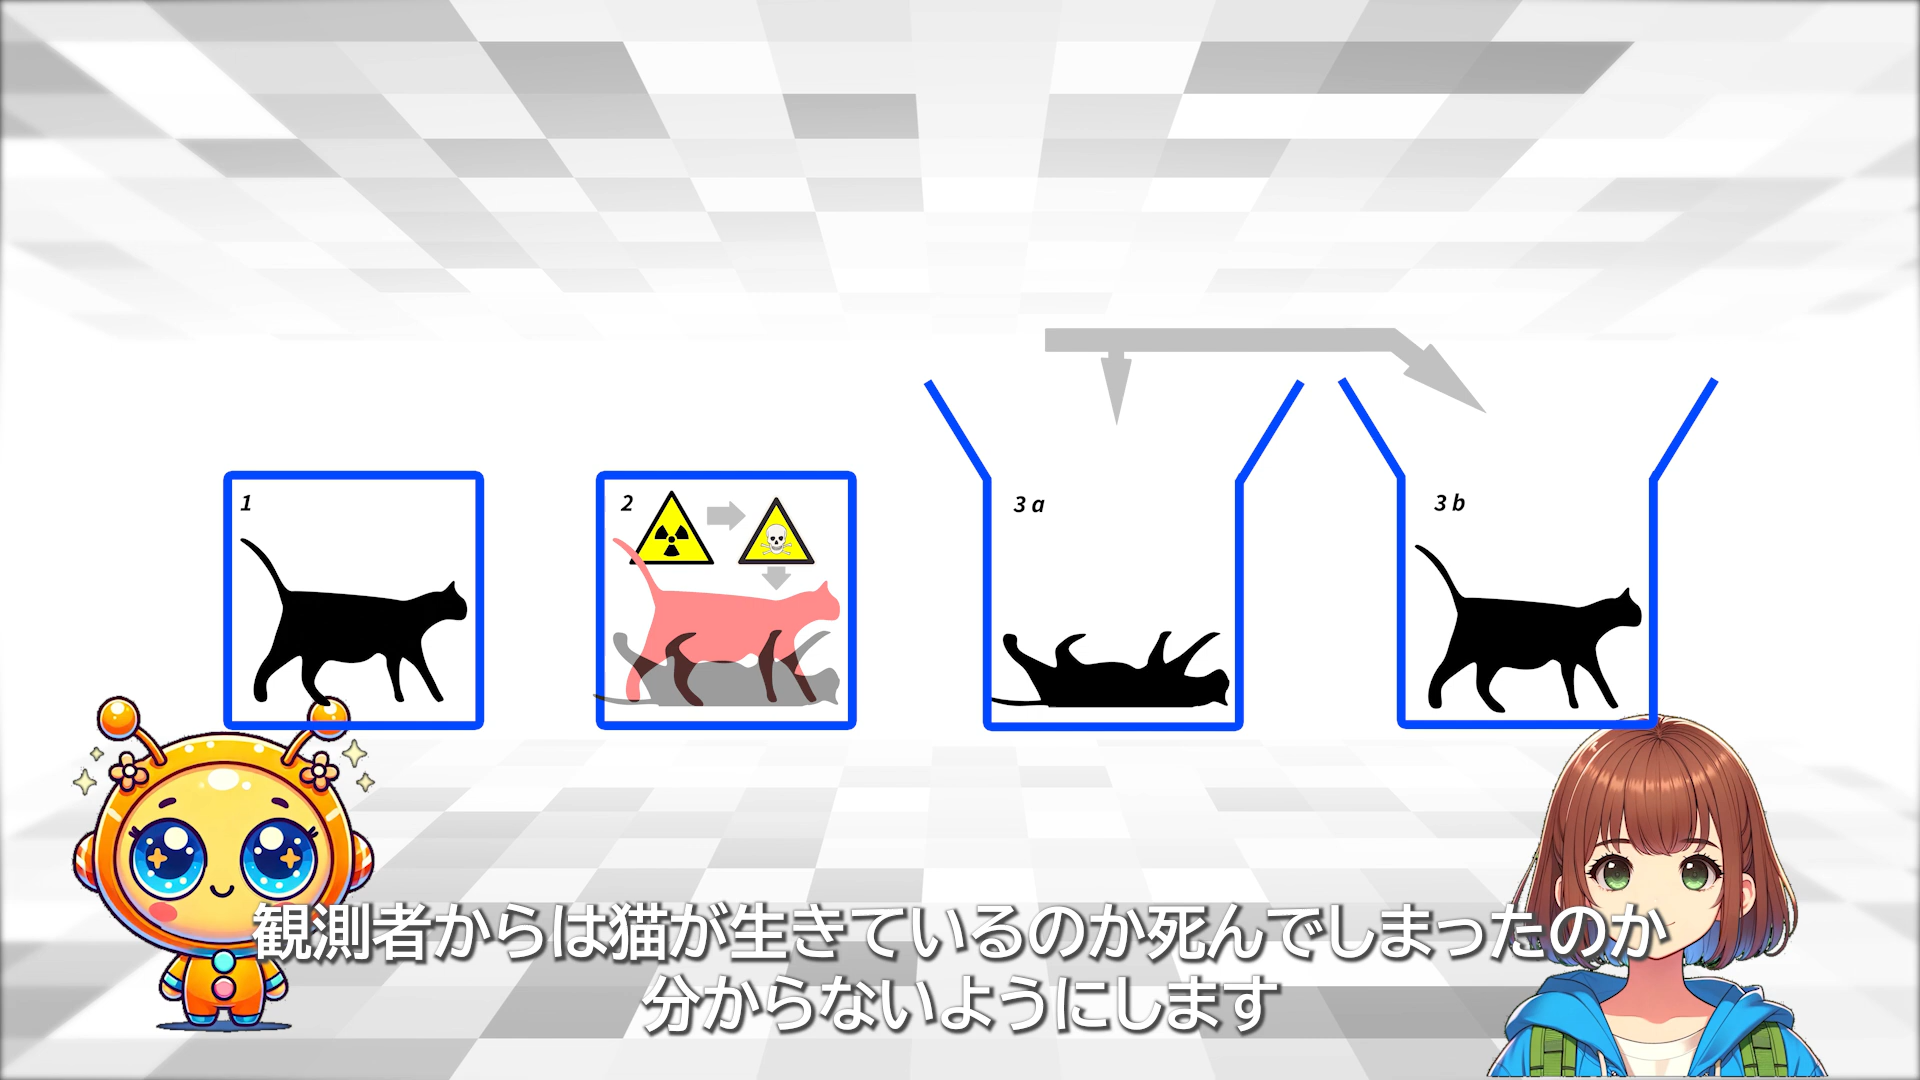 1
2
3 a
3 b
観測者からは猫が生きているのか死んでしまったのか
分からないようにします